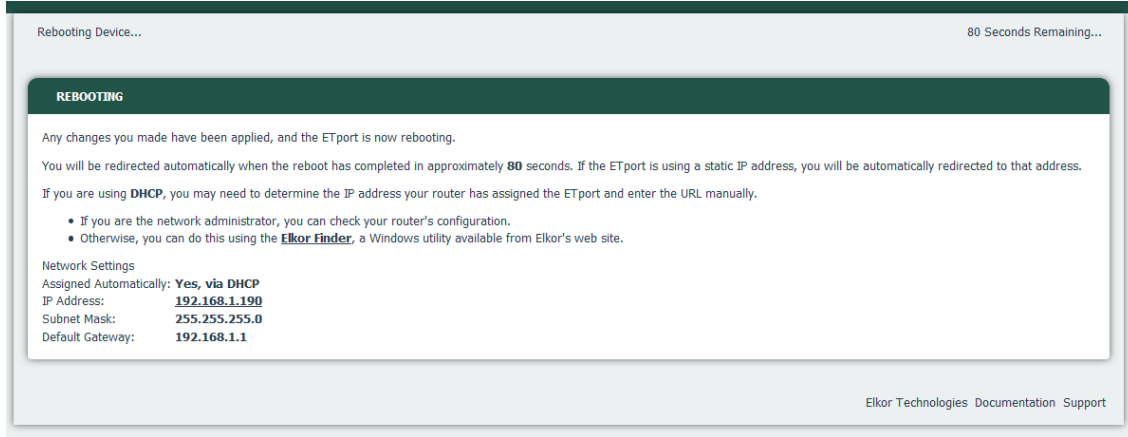 Rebooting Device...
80 Seconds Remaining...
REBOOTING
Any changes you made have been applied, and the ETport is now rebooting.
You will be redirected automatically when the reboot has completed in approximately 80 seconds. If the ETport is using a static IP address, you will be automatically redirected to that address.
If you are using DHCP, you may need to determine the IP address your router has assigned the ETport and enter the URL manually.
• If you are the network administrator, you can check your router's configuration.
• Otherwise, you can do this using the Elkor Finder, a Windows utility available from Elkor's web site.
Network Settings
Assigned Automatically: Yes, via DHCP
IP Address: 192.168.1.190
Subnet Mask: 255.255.255.0
Default Gateway: 192.168.1.1
Elkor Technologies Documentation Support